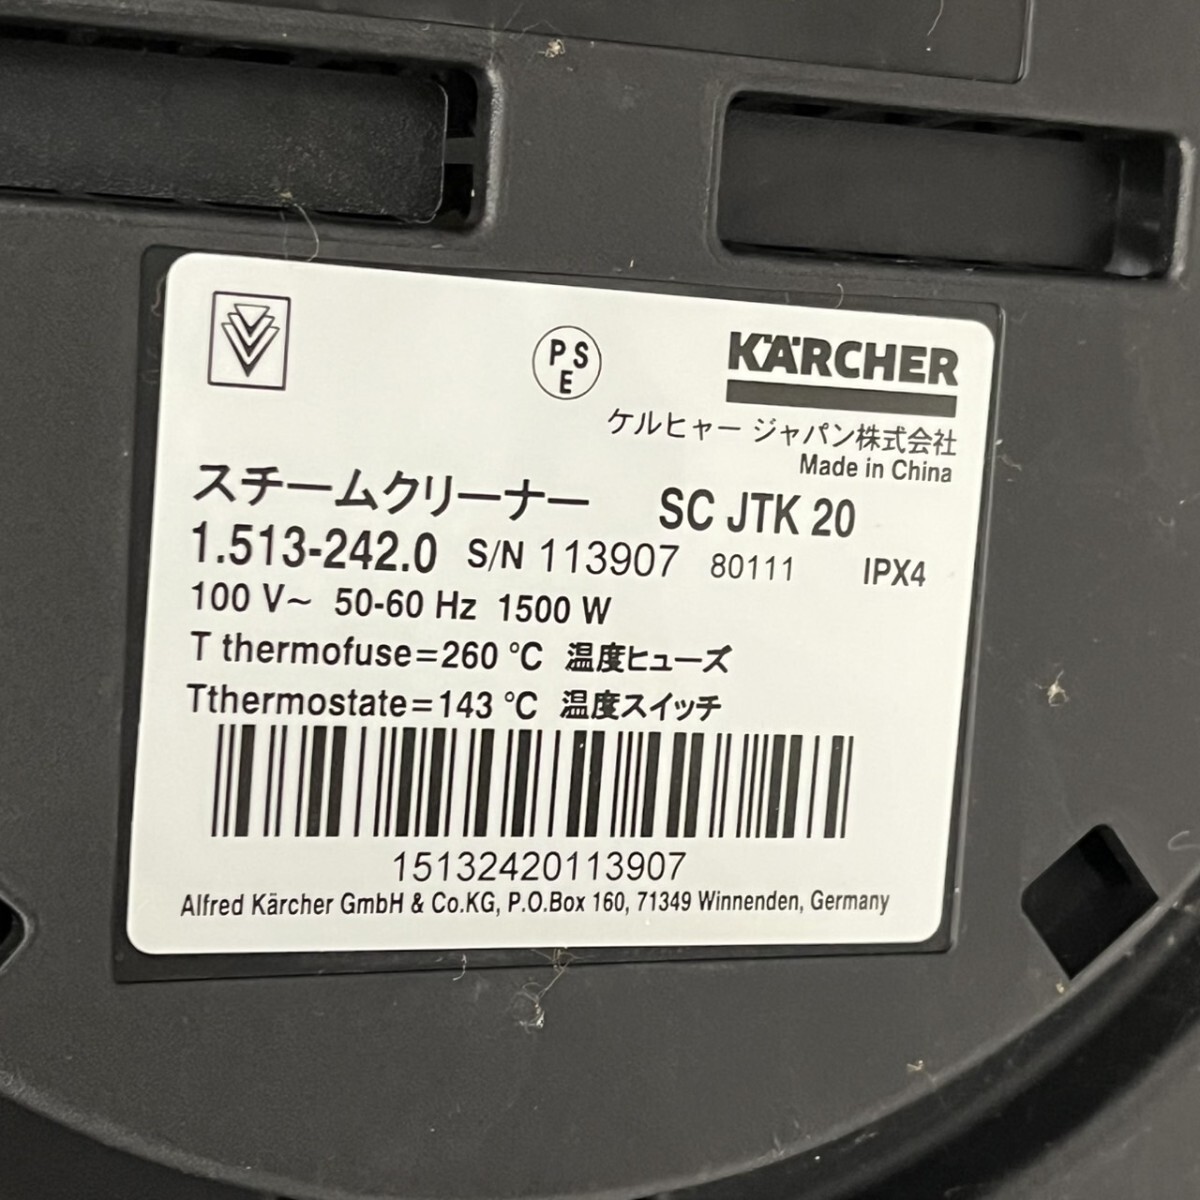 PS
E
KÄRCHER
ケルヒャー ジャパン株式会社
Made in China
スチームクリーナー SC JTK 20
1.513-242.0 S/N 113907 80111 IPX4
100 V~ 50-60 Hz 1500 W
T thermofuse=260 ℃ 温度ヒューズ
Tthermostate=143 ℃ 温度スイッチ
15132420113907
Alfred Kärcher GmbH & Co.KG, P.O.Box 160, 71349 Winnenden, Germany